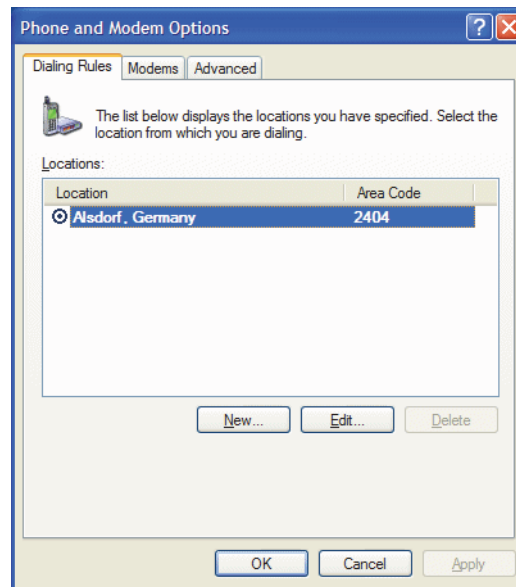 Phone and Modem Options
Dialing Rules Modems Advanced
The list below displays the locations you have specified. Select the
location from which you are dialing.
Locations:
Location Area Code
Alsdorf, Germany 2404
New... Edit... Delete
OK Cancel Apply